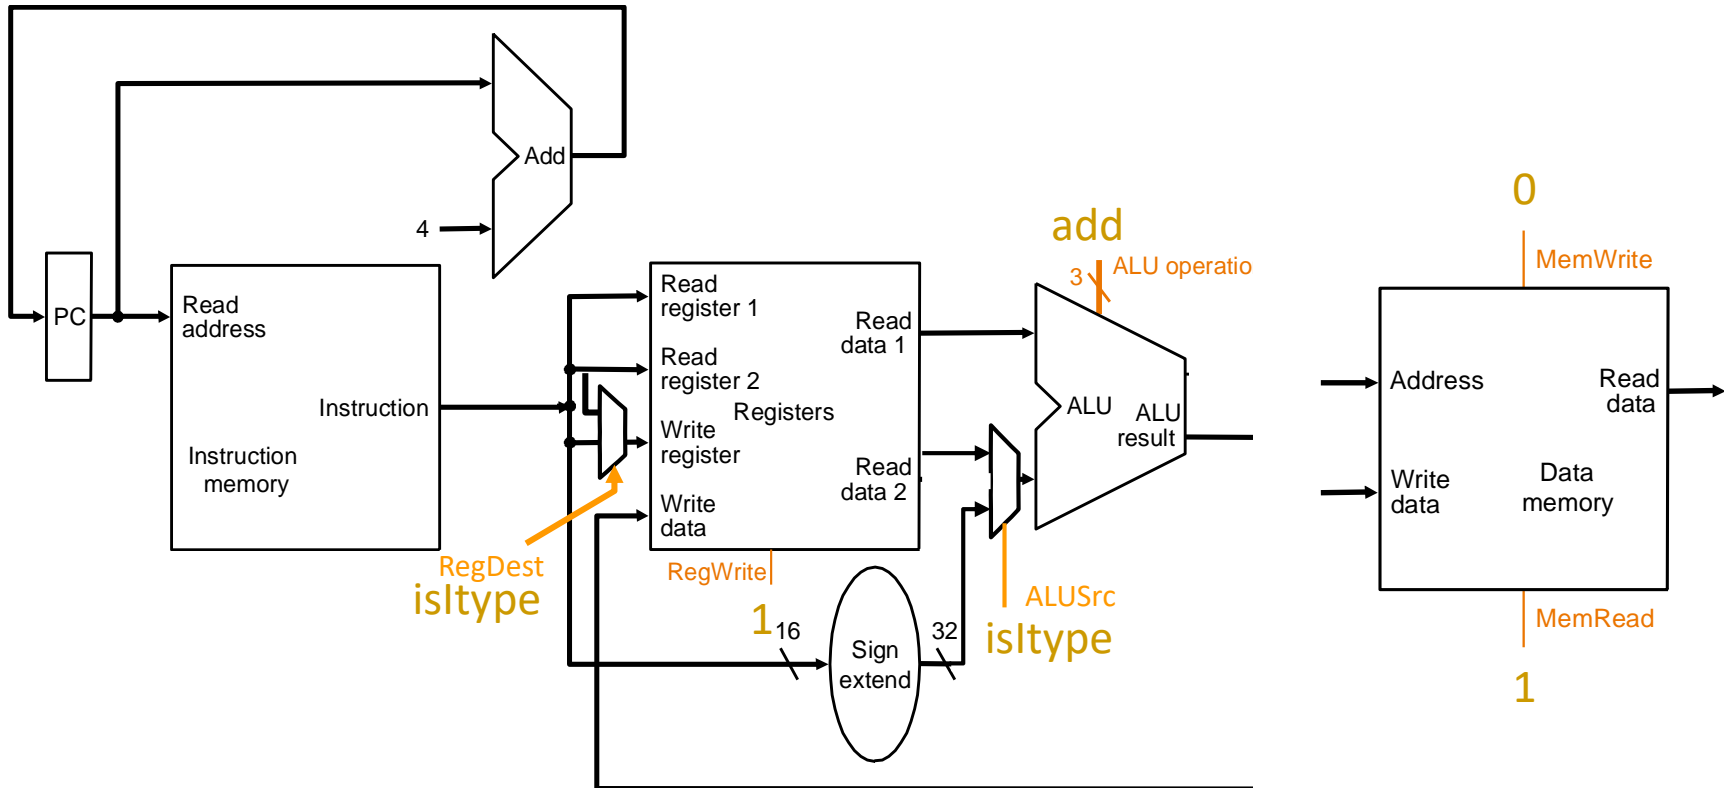 Add
4
PC
Read
address
Instruction
Instruction
memory
Read
register 1
Read
register 2
Registers
Write
register
Write
data
Read
data 1
Read
data 2
RegDest
isItype
RegWrite
1
16
Sign
extend
32
add
3
ALU operatio
ALU
ALU
result
ALUSrc
isItype
0
MemWrite
Address
Read
data
Write
data
Data
memory
MemRead
1